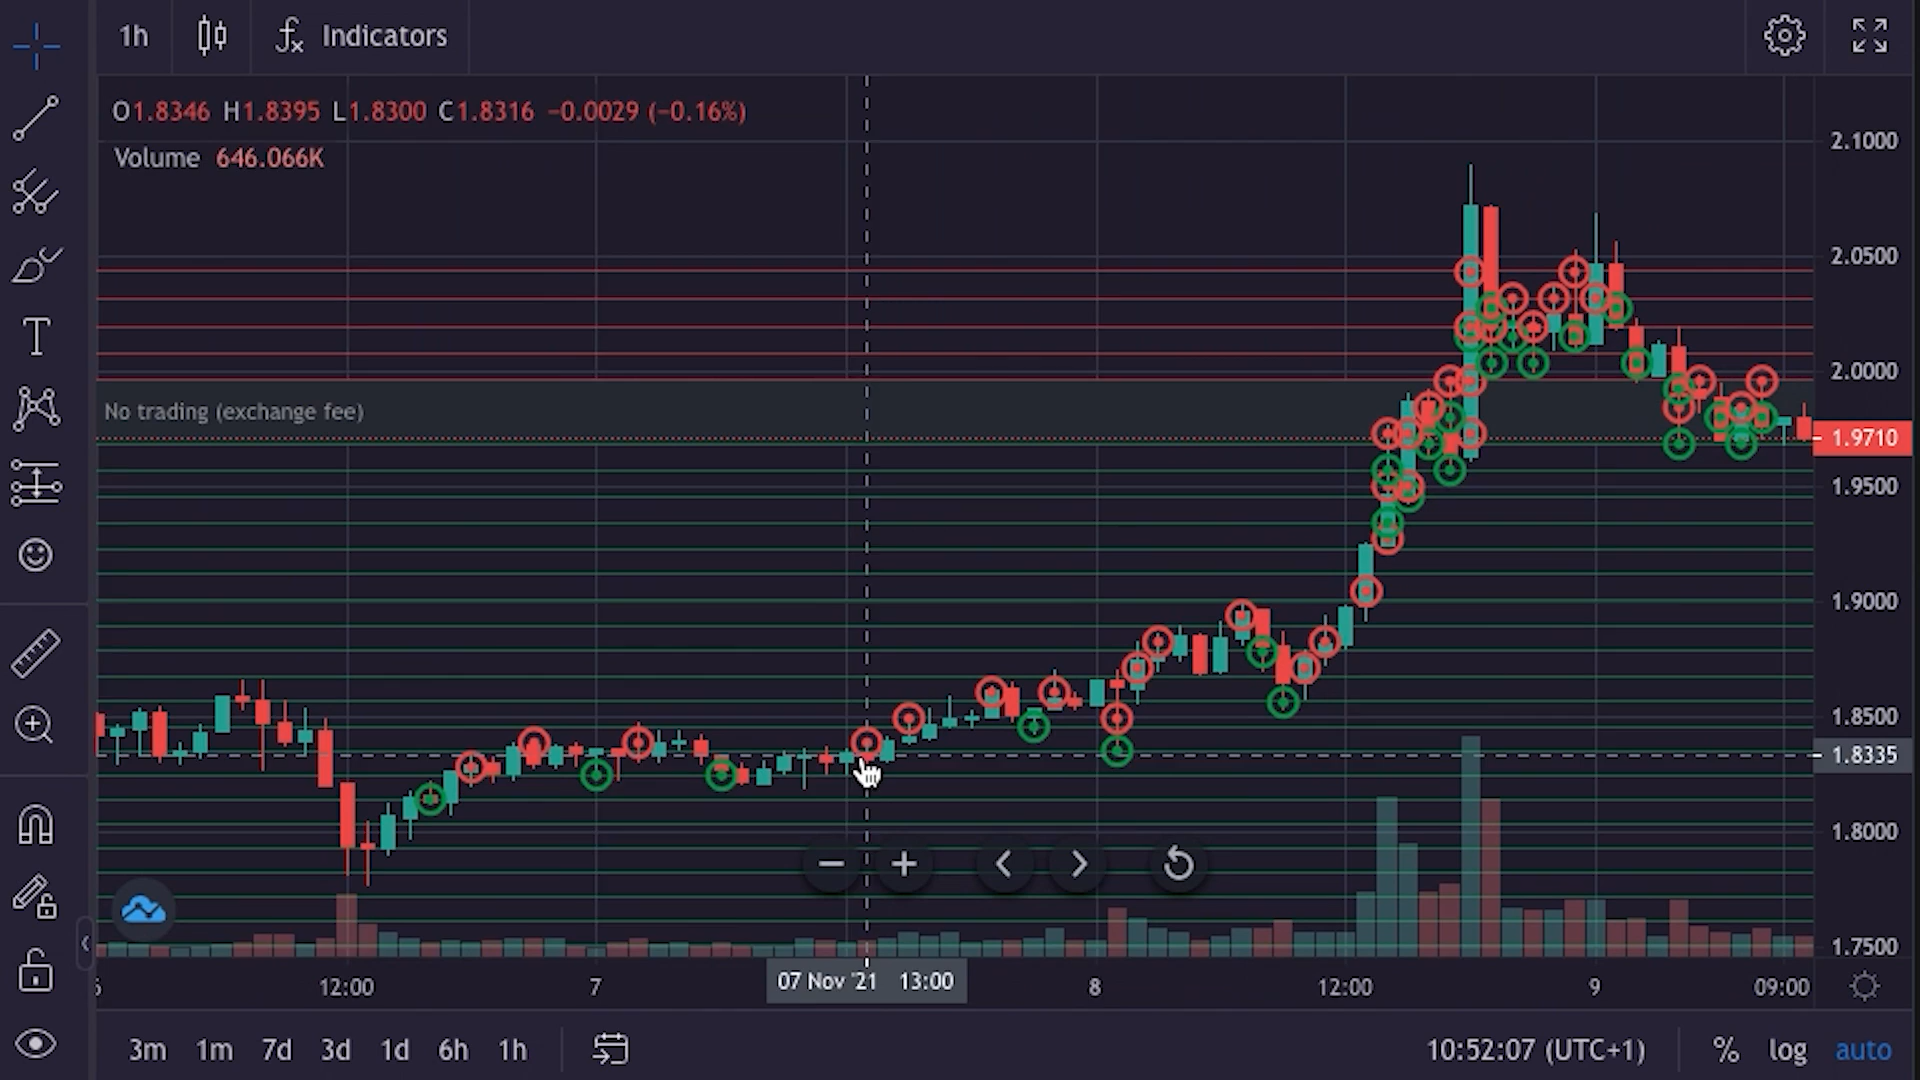 1h Indicators
O1.8346 H1.8395 L1.8300 C1.8316 −0.0029 (−0.16%)
Volume 646.066K
2.1000
2.0500
2.0000
No trading (exchange fee)
1.9710
1.9500
1.9000
1.8500
1.8335
1.8000
1.7500
12:00 7 07 Nov '21 13:00 8 12:00 9 09:00
3m 1m 7d 3d 1d 6h 1h 10:52:07 (UTC+1) % log auto